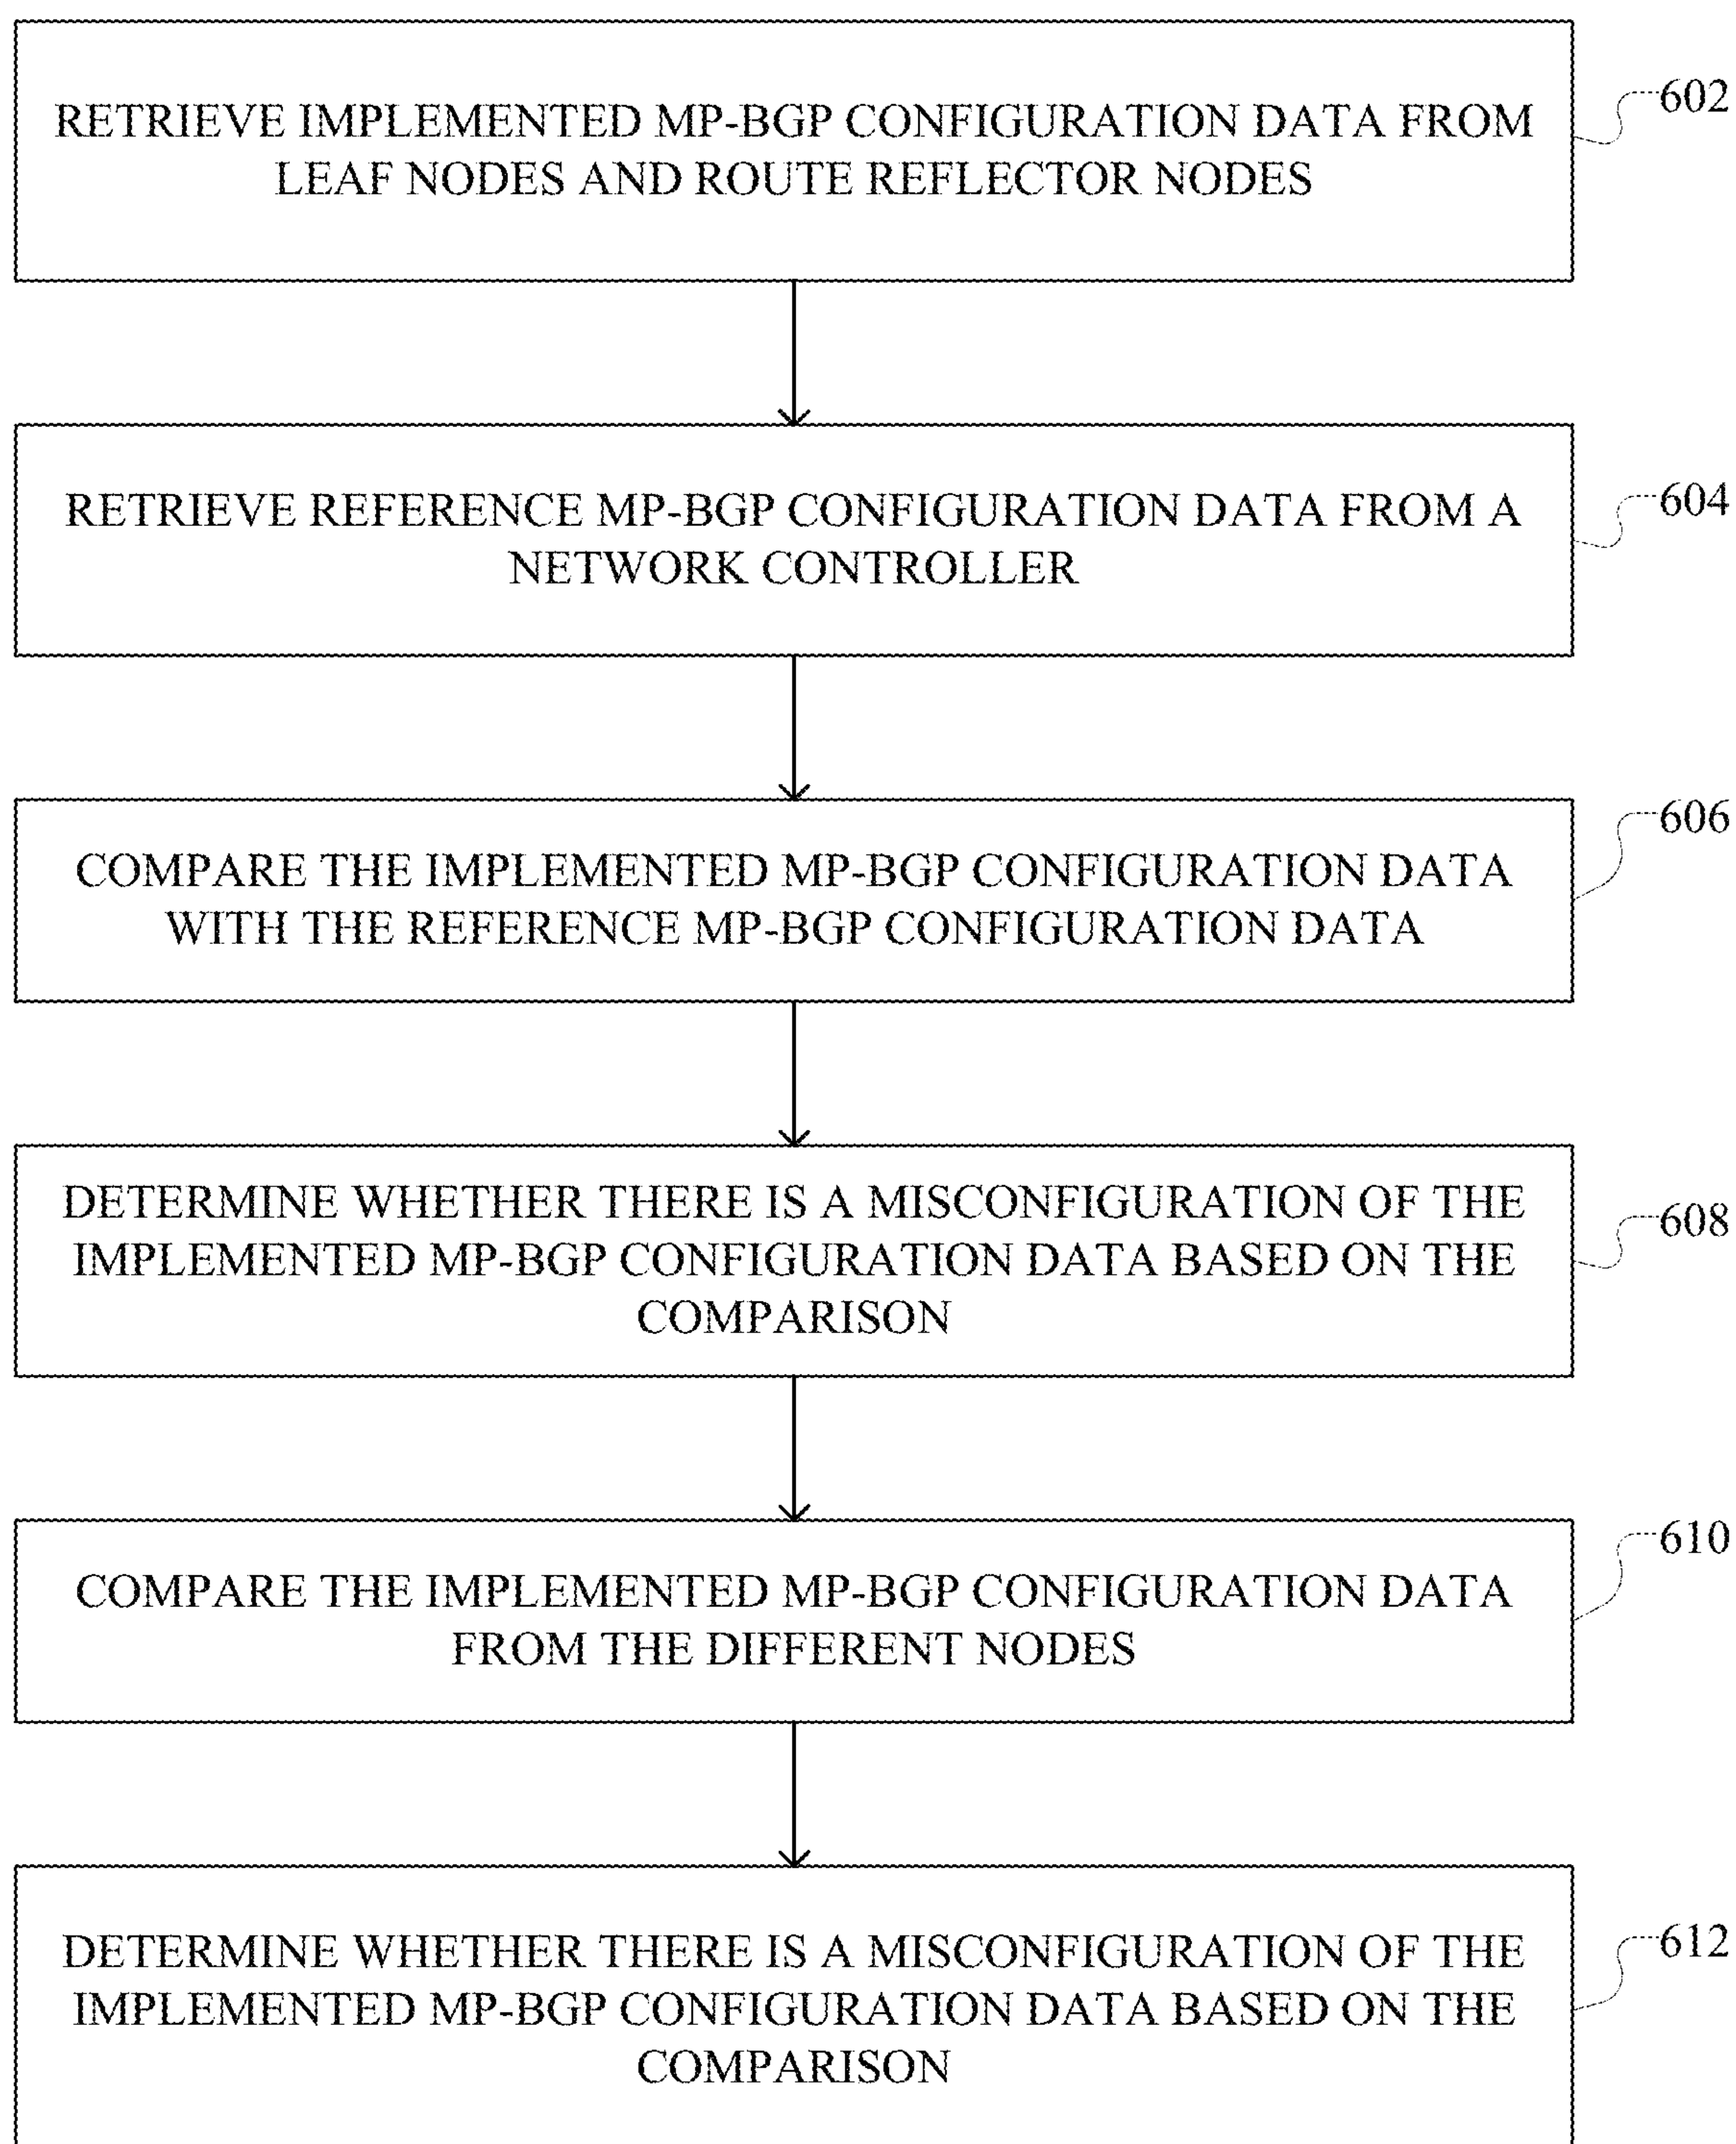 RETRIEVE IMPLEMENTED MP-BGP CONFIGURATION DATA FROM
LEAF NODES AND ROUTE REFLECTOR NODES
602
RETRIEVE REFERENCE MP-BGP CONFIGURATION DATA FROM A
NETWORK CONTROLLER
604
COMPARE THE IMPLEMENTED MP-BGP CONFIGURATION DATA
WITH THE REFERENCE MP-BGP CONFIGURATION DATA
606
DETERMINE WHETHER THERE IS A MISCONFIGURATION OF THE
IMPLEMENTED MP-BGP CONFIGURATION DATA BASED ON THE
COMPARISON
608
COMPARE THE IMPLEMENTED MP-BGP CONFIGURATION DATA
FROM THE DIFFERENT NODES
610
DETERMINE WHETHER THERE IS A MISCONFIGURATION OF THE
IMPLEMENTED MP-BGP CONFIGURATION DATA BASED ON THE
COMPARISON
612